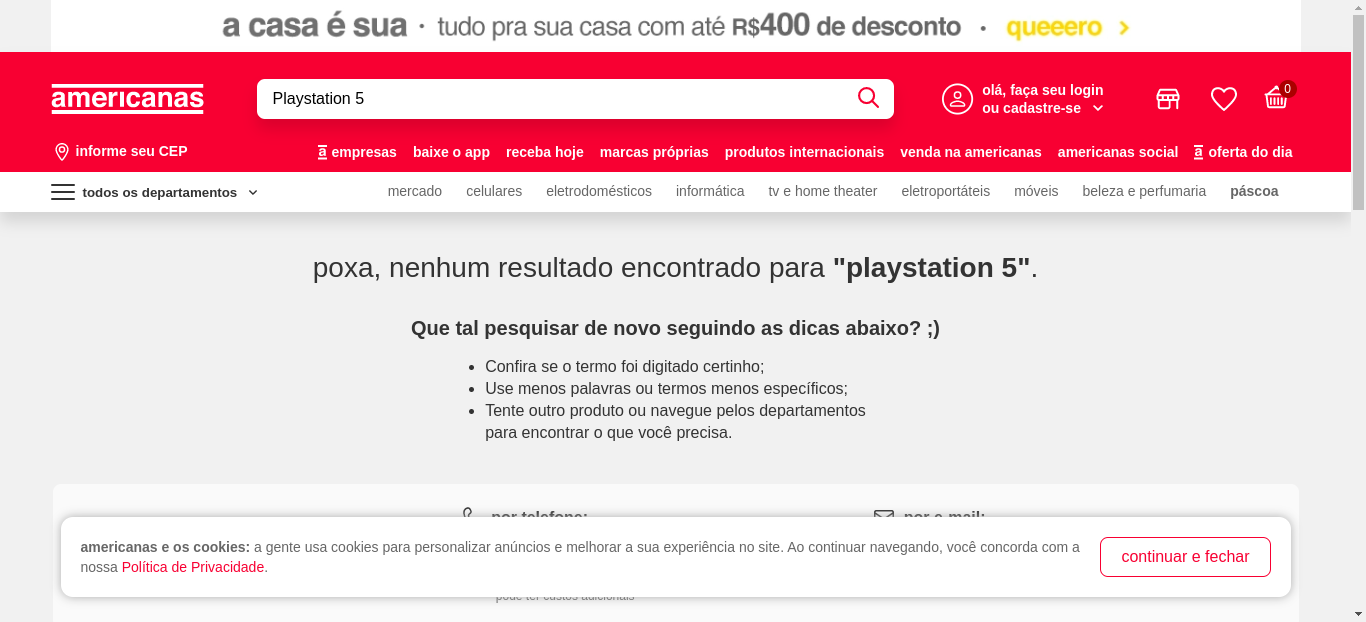 a casa é sua · tudo pra sua casa com até R$400 de desconto · queeero
americanas
Playstation 5
olá, faça seu login
ou cadastre-se
0
informe seu CEP
a empresas baixe o app receba hoje marcas próprias produtos internacionais venda na americanas americanas social a oferta do dia
todos os departamentos
mercado celulares eletrodomésticos informática tv e home theater eletroportáteis móveis beleza e perfumaria páscoa
poxa, nenhum resultado encontrado para "playstation 5".
Que tal pesquisar de novo seguindo as dicas abaixo? ;)
• Confira se o termo foi digitado certinho;
• Use menos palavras ou termos menos específicos;
• Tente outro produto ou navegue pelos departamentos
para encontrar o que você precisa.
por telefone:
por e-mail:
americanas e os cookies: a gente usa cookies para personalizar anúncios e melhorar a sua experiência no site. Ao continuar navegando, você concorda com a
nossa Política de Privacidade.
continuar e fechar
pode ter custos adicionais